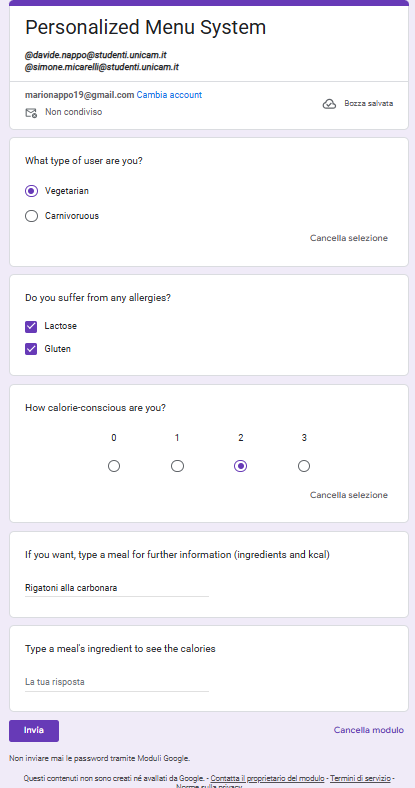 Personalized Menu System
@davide.nappo@studenti.unicam.it
@simone.micarelli@studenti.unicam.it
marionappo19@gmail.com Cambia account
Bozza salvata
Non condiviso
What type of user are you?
Vegetarian
Carnivoruous
Cancella selezione
Do you suffer from any allergies?
Lactose
Gluten
How calorie-conscious are you?
0 1 2 3
Cancella selezione
If you want, type a meal for further information (ingredients and kcal)
Rigatoni alla carbonara
Type a meal's ingredient to see the calories
La tua risposta
Invia Cancella modulo
Non inviare mai le password tramite Moduli Google.
Questi contenuti non sono creati né avallati da Google. - Contatta il proprietario del modulo - Termini di servizio -
Norme sulla privacy